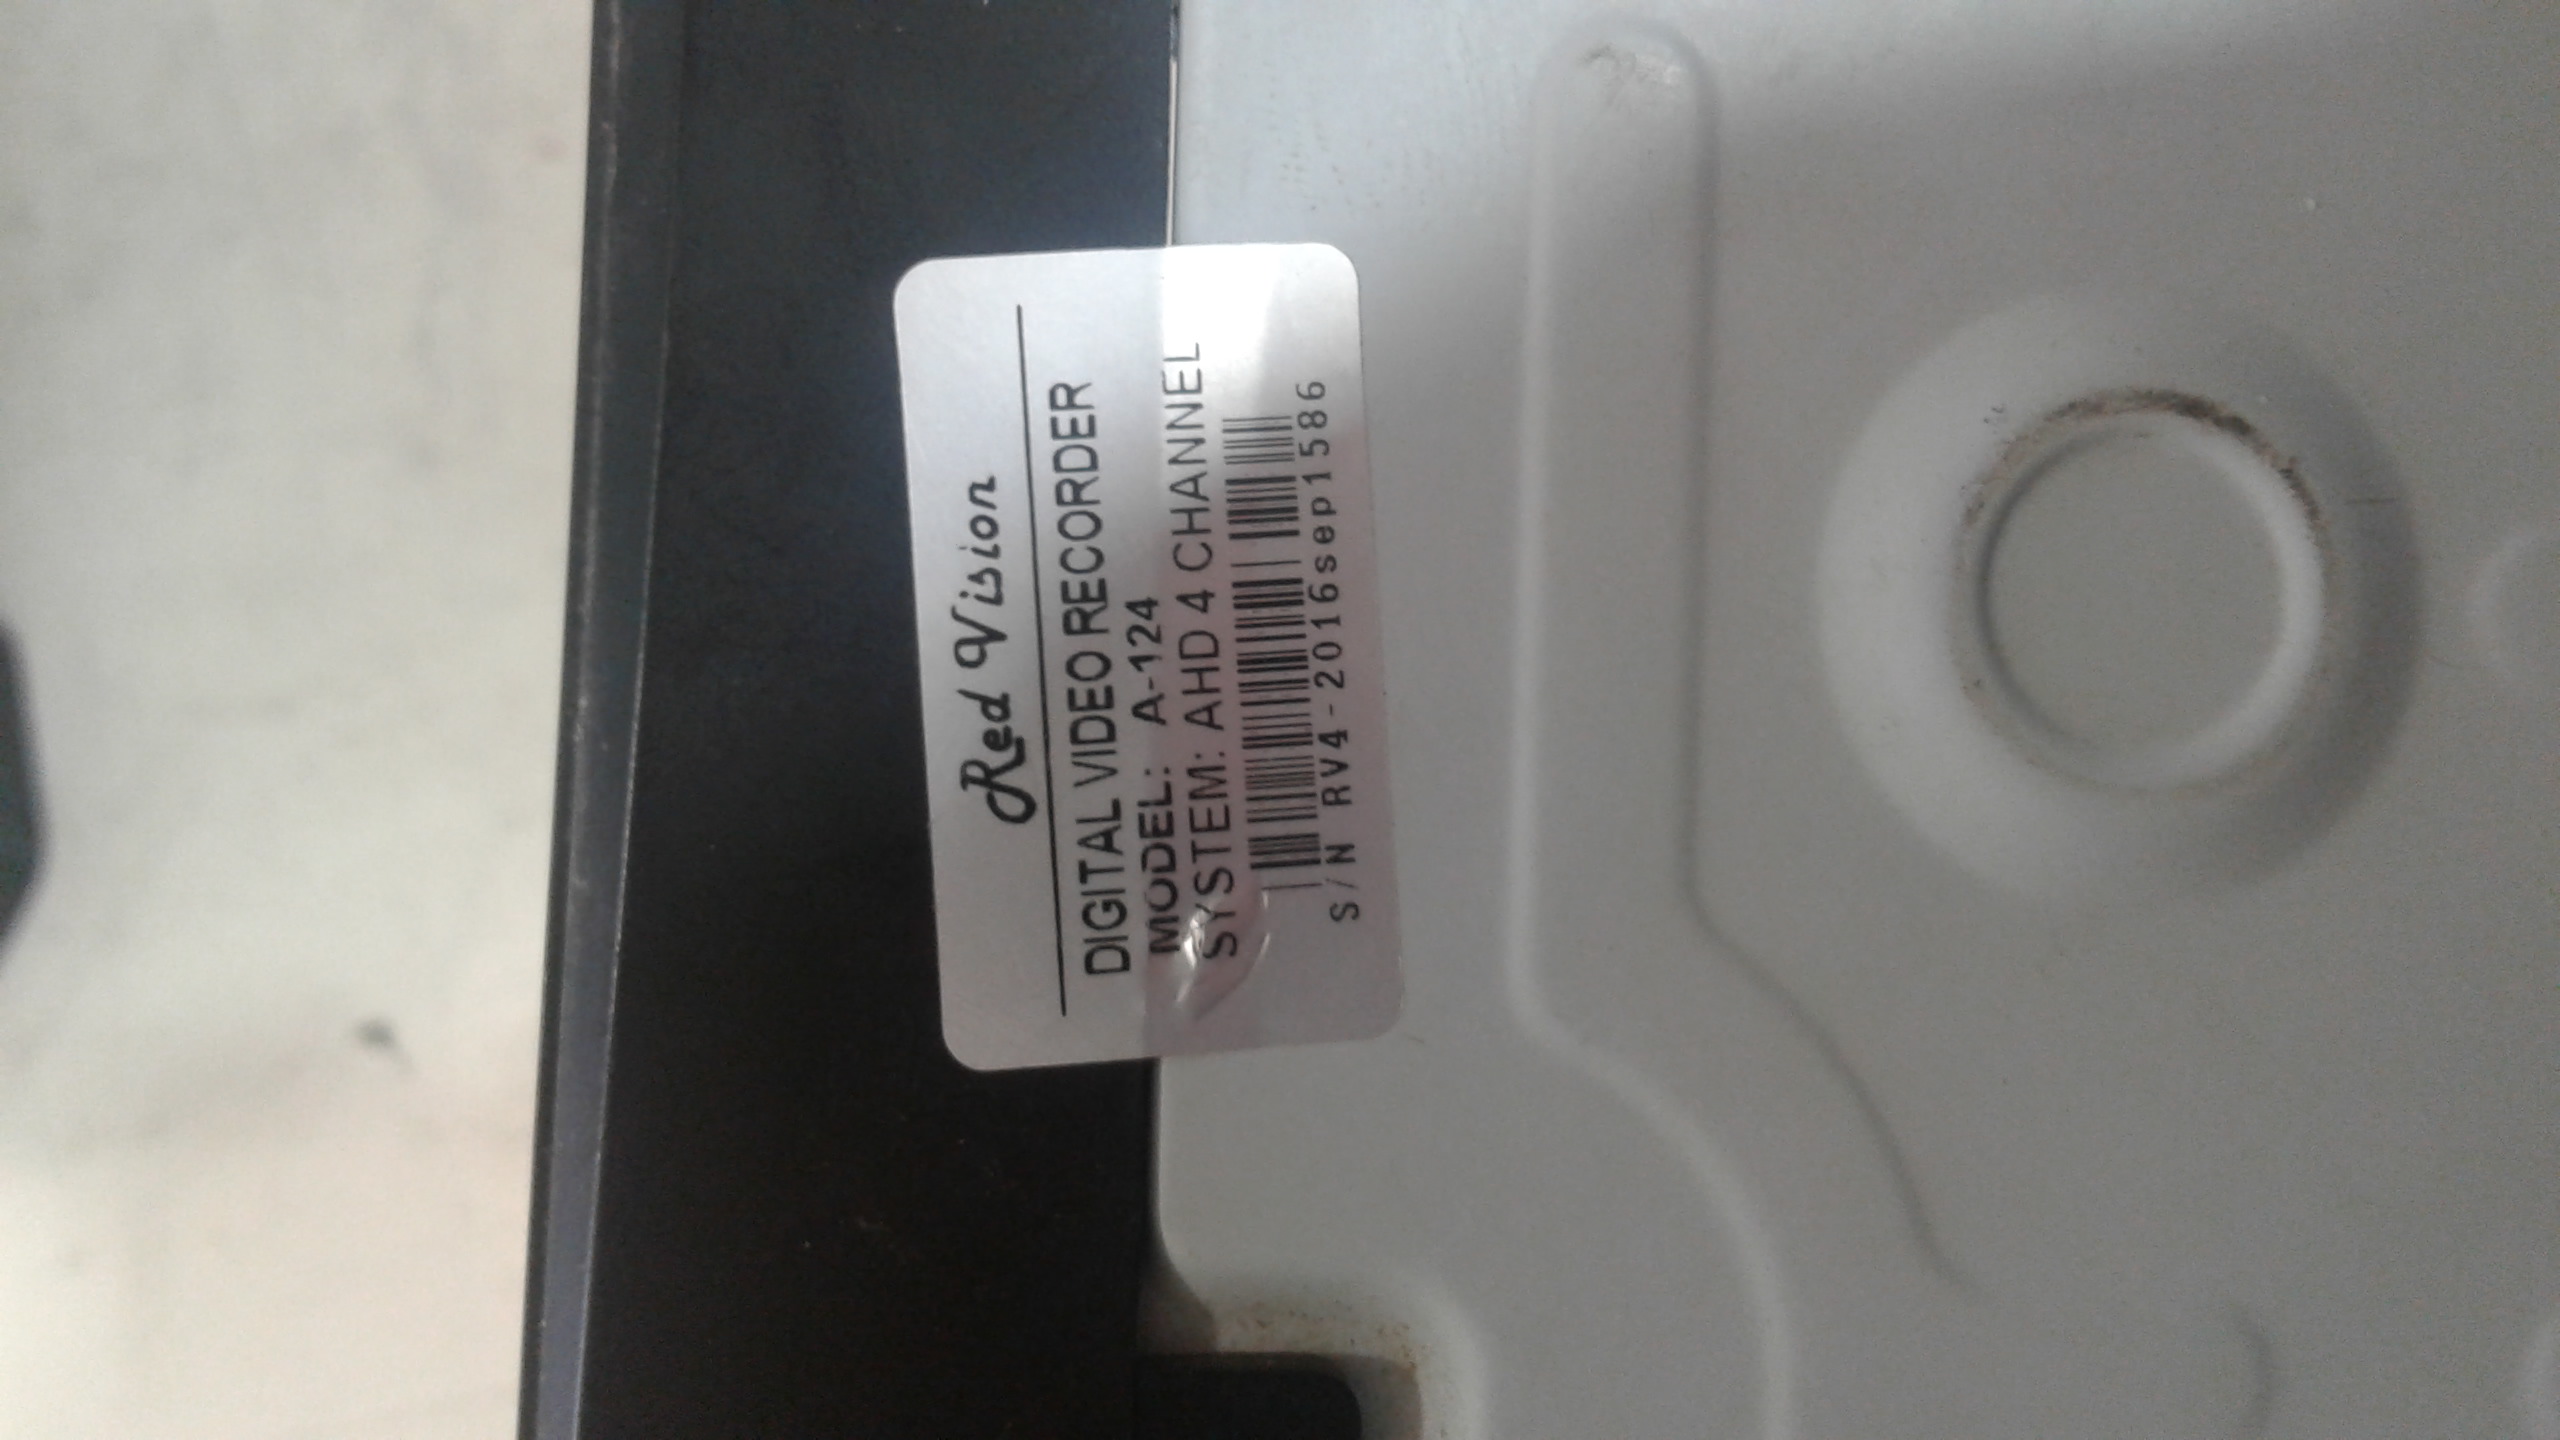 Red Vision
DIGITAL VIDEO RECORDER
MODEL: A-124
SYSTEM: AHD 4 CHANNEL
S/N RV4-2016sep1586